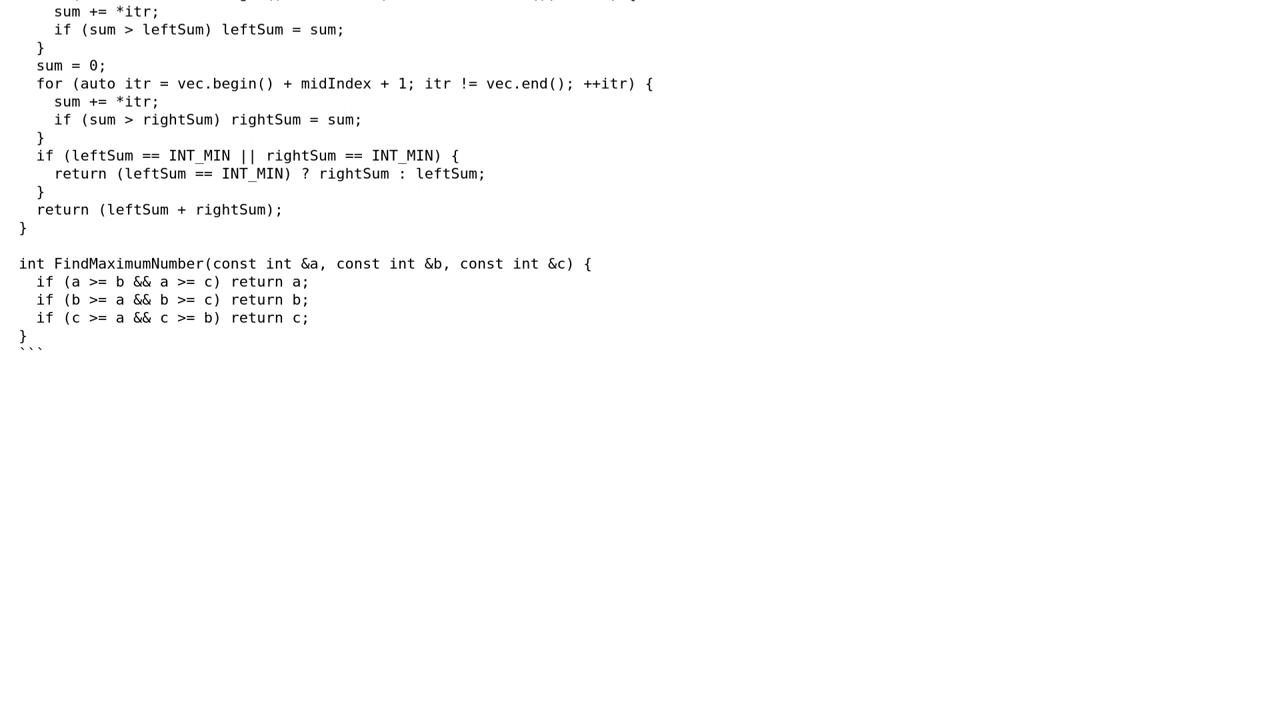 sum += *itr;
if (sum > leftSum) leftSum = sum;
}
sum = 0;
for (auto itr = vec.begin() + midIndex + 1; itr != vec.end(); ++itr) {
sum += *itr;
if (sum > rightSum) rightSum = sum;
}
if (leftSum == INT_MIN || rightSum == INT_MIN) {
return (leftSum == INT_MIN) ? rightSum : leftSum;
}
return (leftSum + rightSum);
}

int FindMaximumNumber(const int &a, const int &b, const int &c) {
if (a >= b && a >= c) return a;
if (b >= a && b >= c) return b;
if (c >= a && c >= b) return c;
}
```